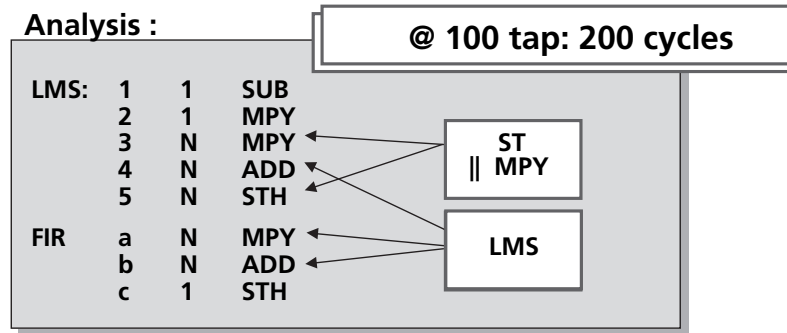 Analysis :
@ 100 tap: 200 cycles
LMS: 1 1 SUB
2 1 MPY
3 N MPY
4 N ADD
5 N STH
FIR a N MPY
b N ADD
c 1 STH
ST
|| MPY
LMS